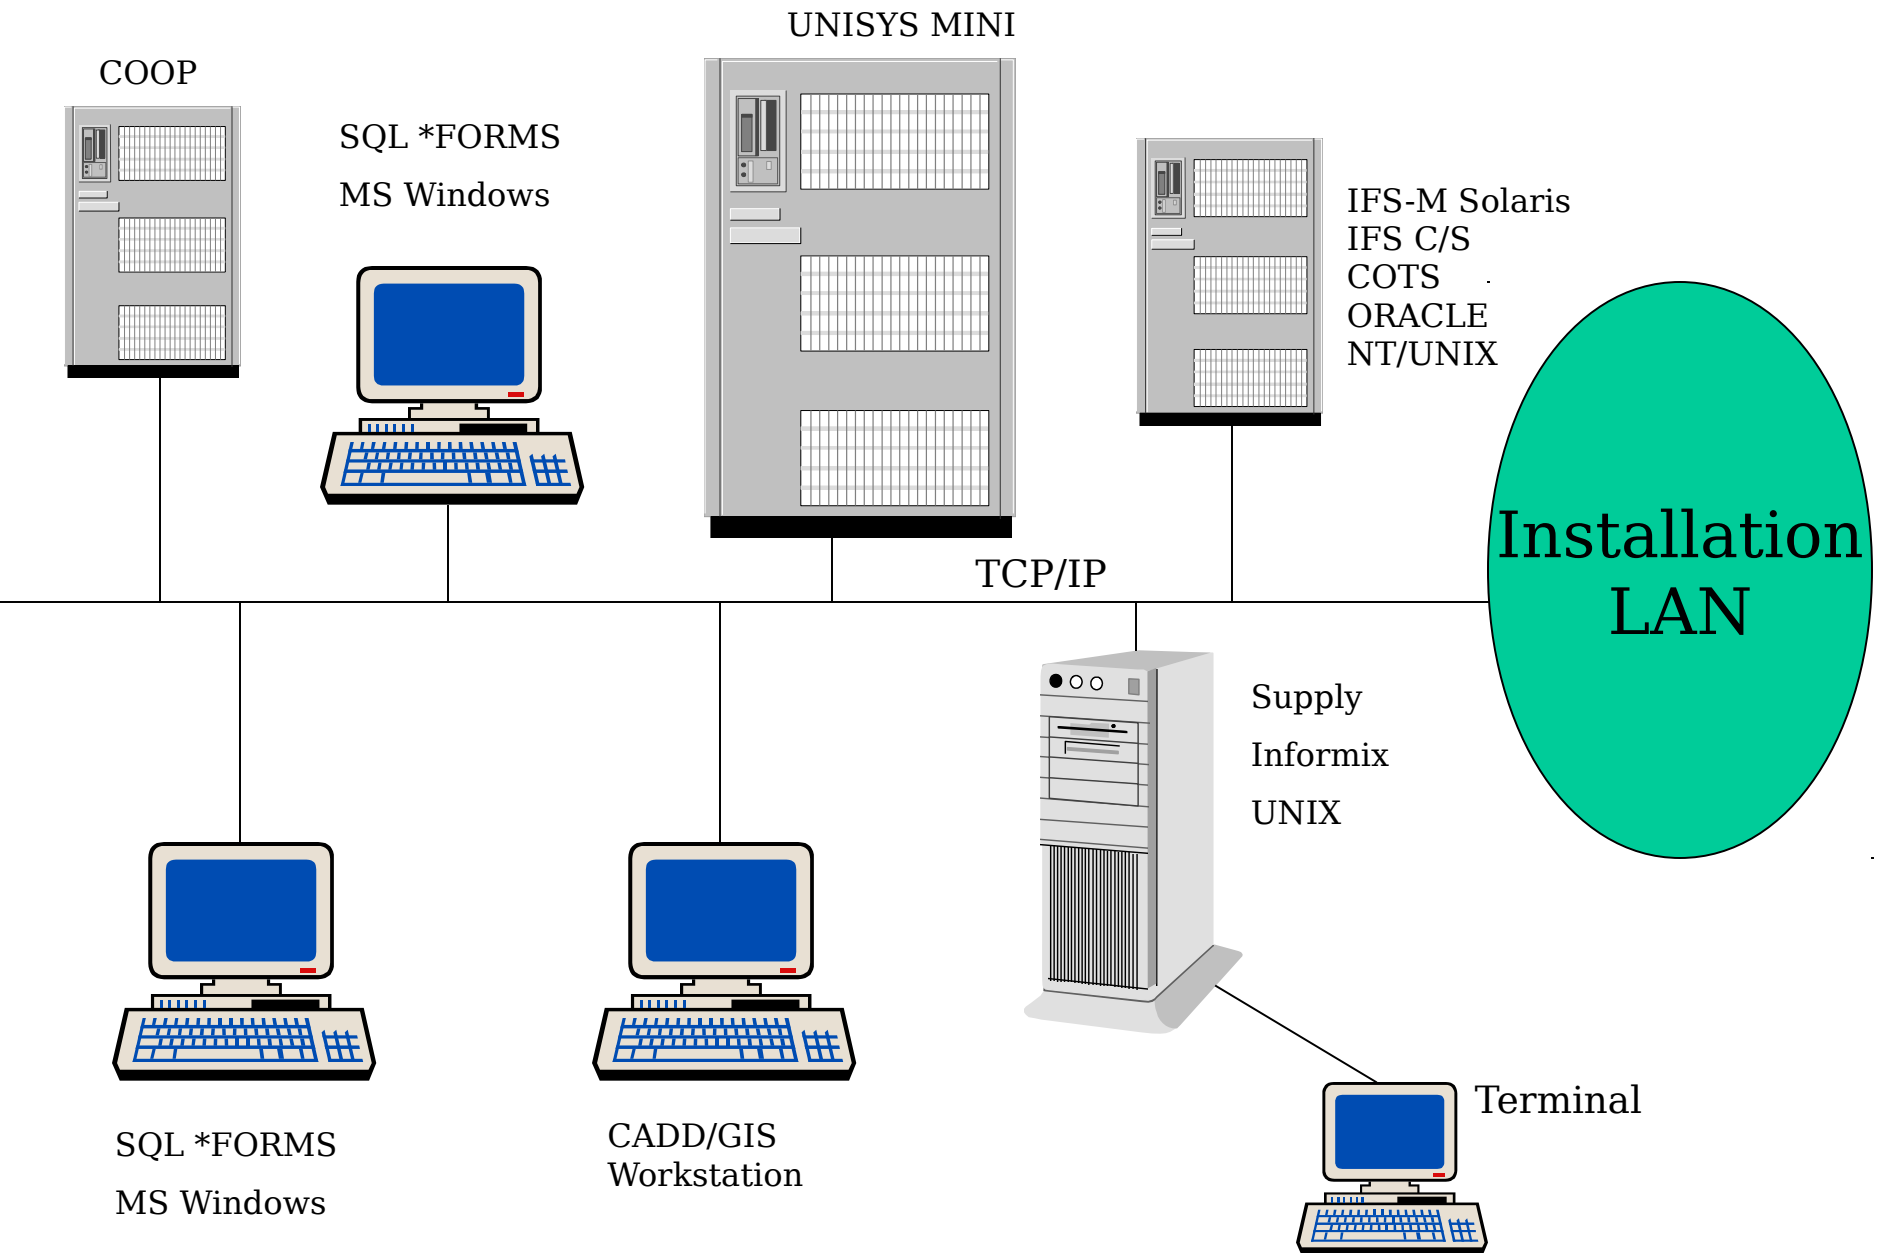 UNISYS MINI
COOP
SQL *FORMS
MS Windows
IFS-M Solaris
IFS C/S
COTS
ORACLE
NT/UNIX
Installation
LAN
TCP/IP
Supply
Informix
UNIX
SQL *FORMS
MS Windows
CADD/GIS
Workstation
Terminal